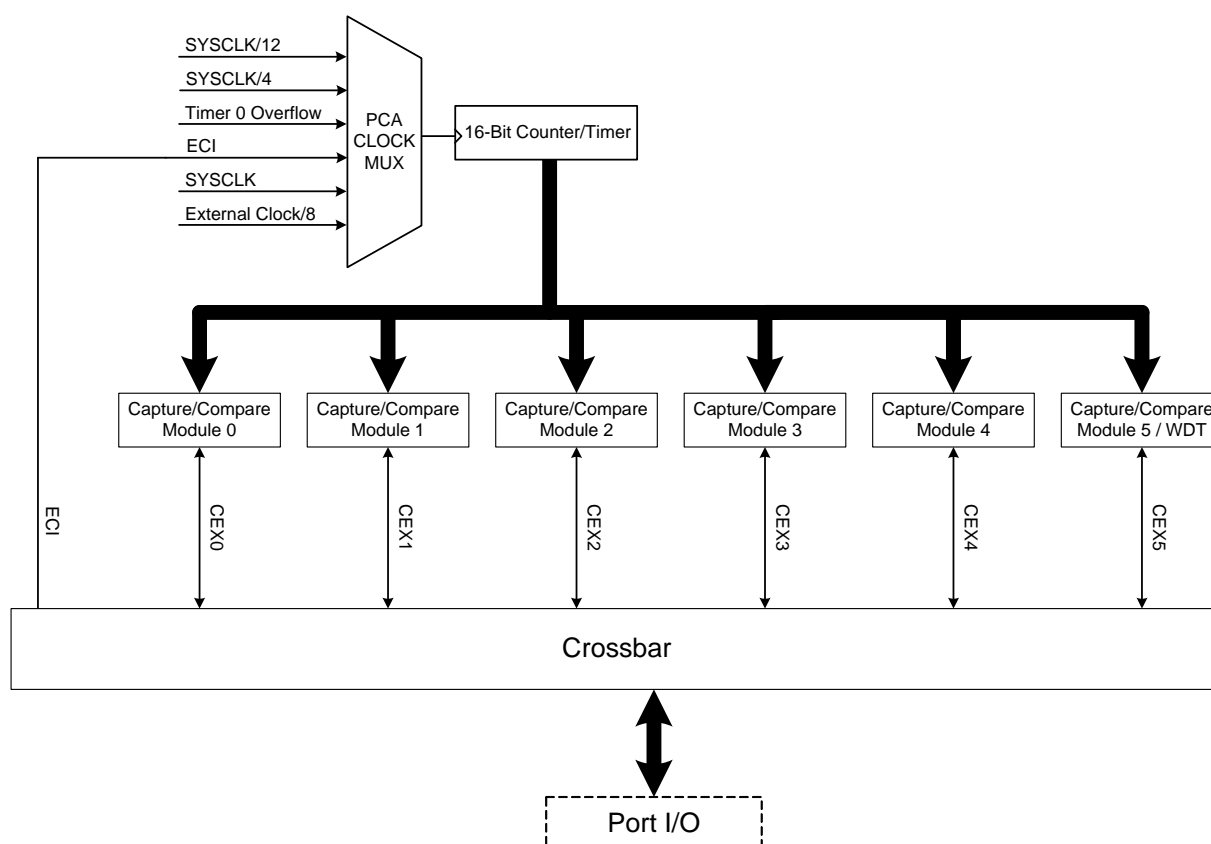 SYSCLK/12
SYSCLK/4
Timer 0 Overflow
ECI
SYSCLK
External Clock/8
PCA
CLOCK
MUX
16-Bit Counter/Timer
Capture/Compare
Module 0
Capture/Compare
Module 1
Capture/Compare
Module 2
Capture/Compare
Module 3
Capture/Compare
Module 4
Capture/Compare
Module 5 / WDT
ECI
CEX0
CEX1
CEX2
CEX3
CEX4
CEX5
Crossbar
Port I/O